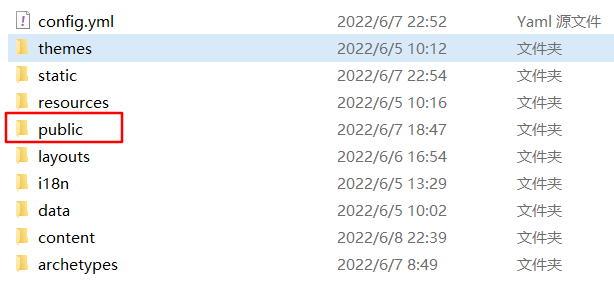 config.yml 2022/6/7 22:52 Yaml 源文件
themes 2022/6/5 10:12 文件夹
static 2022/6/7 22:54 文件夹
resources 2022/6/5 10:16 文件夹
public 2022/6/7 18:47 文件夹
layouts 2022/6/6 16:54 文件夹
i18n 2022/6/5 13:29 文件夹
data 2022/6/5 10:02 文件夹
content 2022/6/8 22:39 文件夹
archetypes 2022/6/7 8:49 文件夹